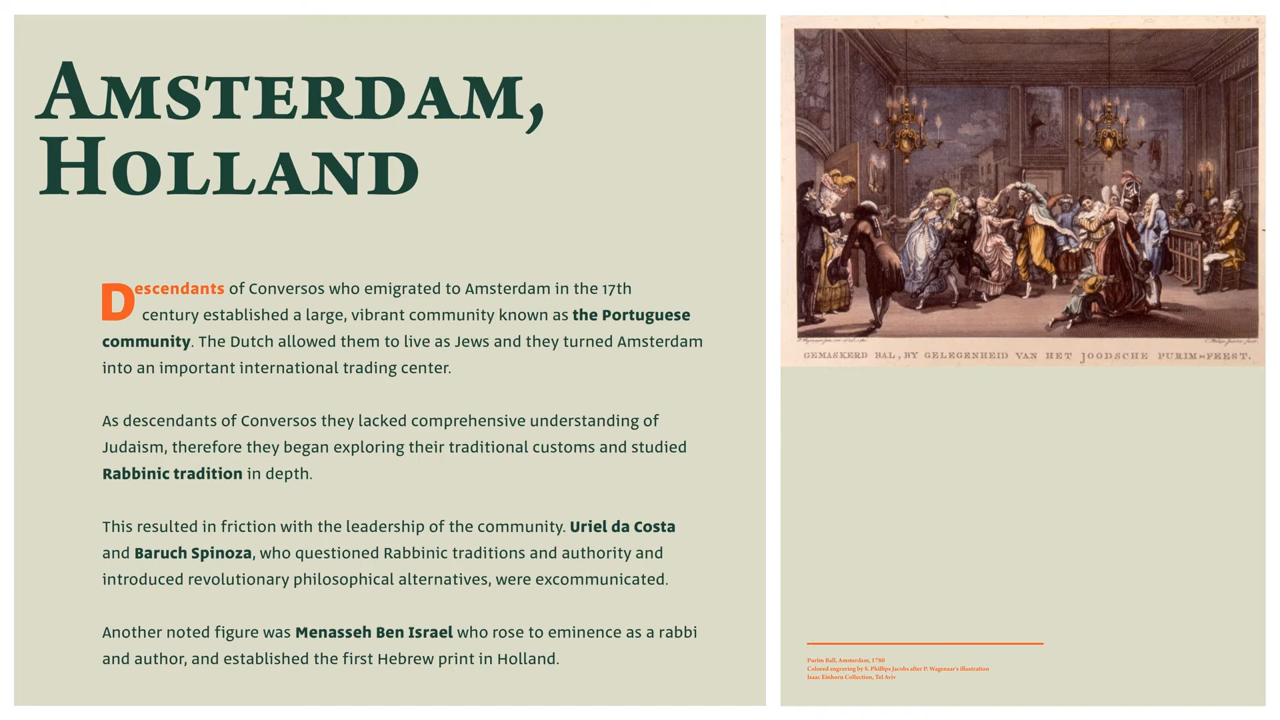 AMSTERDAM,
HOLLAND
Descendants of Conversos who emigrated to Amsterdam in the 17th
century established a large, vibrant community known as the Portuguese
community. The Dutch allowed them to live as Jews and they turned Amsterdam
into an important international trading center.
As descendants of Conversos they lacked comprehensive understanding of
Judaism, therefore they began exploring their traditional customs and studied
Rabbinic tradition in depth.
This resulted in friction with the leadership of the community. Uriel da Costa
and Baruch Spinoza, who questioned Rabbinic traditions and authority and
introduced revolutionary philosophical alternatives, were excommunicated.
Another noted figure was Menasseh Ben Israel who rose to eminence as a rabbi
and author, and established the first Hebrew print in Holland.
GEMASKERD BAL, BY GELEGENHEID VAN HET JOODSCHE PURIM=FEEST.
Purim Ball, Amsterdam, 1780
Colored engraving by S. Phillips Jacobs after P. Wagenaar's illustration
Isaac Einhorn Collection, Tel Aviv